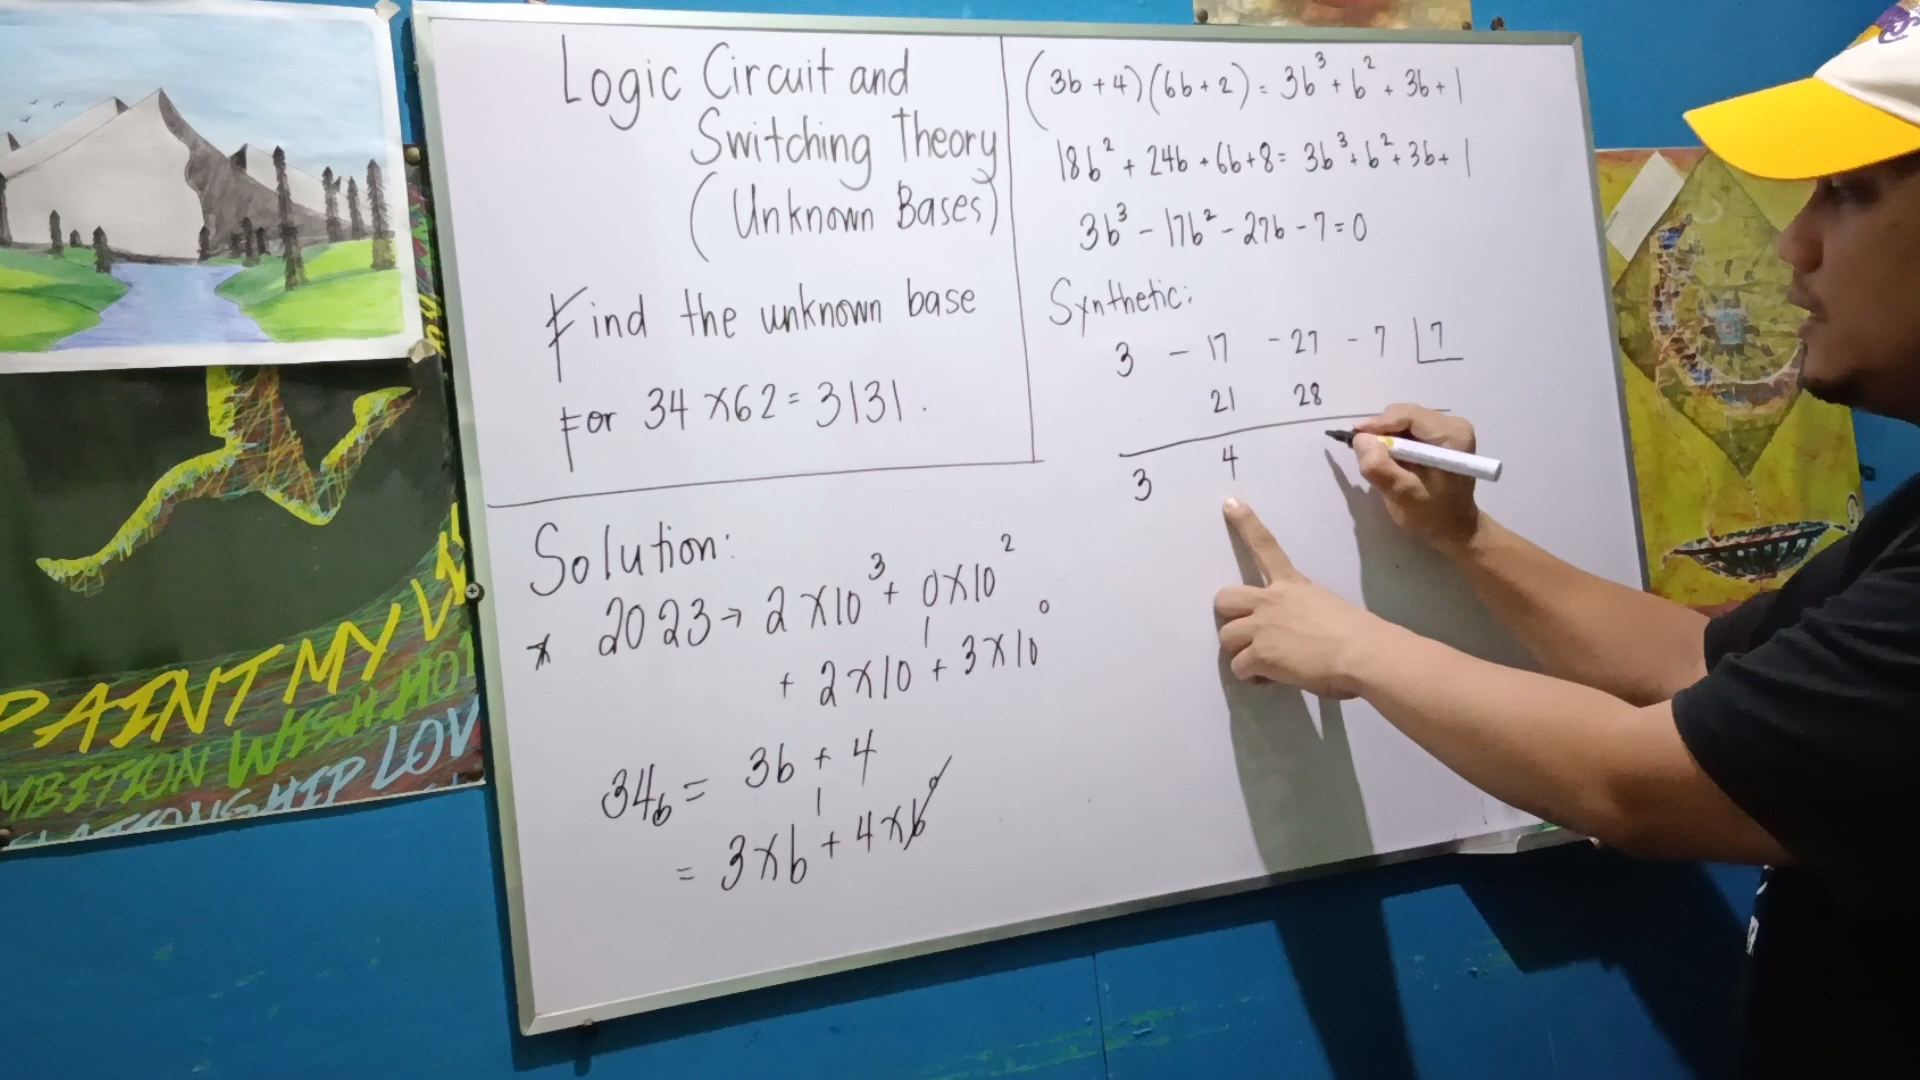 Logic Circuit and
Switching Theory
(Unknown Bases)
Find the unknown base
For 34 x 62 = 3131.
Solution:
* 2023 → 2 x 10³ + 0 x 10²
+ 2 x 10¹ + 3 x 10⁰
34b = 3b + 4
= 3 x b¹ + 4 x b⁰
(3b + 4)(6b + 2) = 3b³ + b² + 3b + 1
18b² + 24b + 6b + 8 = 3b³ + b² + 3b + 1
3b³ - 17b² - 27b - 7 = 0
Synthetic:
3 - 17 - 27 - 7 | 7
21 28
3 4
PAINT MY
MBITION WISH HO
LOV